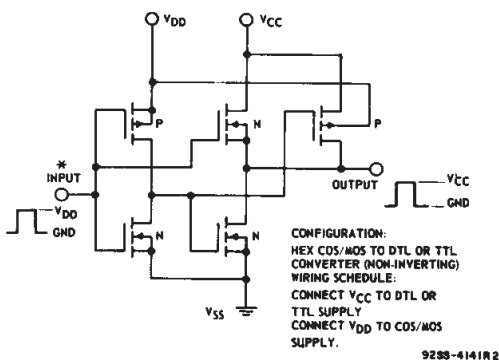 VDD
VCC
P
N
P
*
INPUT
VDD
GND
OUTPUT
VCC
GND
N
N
VSS
CONFIGURATION:
HEX COS/MOS TO DTL OR TTL
CONVERTER (NON-INVERTING)
WIRING SCHEDULE:
CONNECT VCC TO DTL OR
TTL SUPPLY
CONNECT VDD TO COS/MOS
SUPPLY.
92SS-4141R2